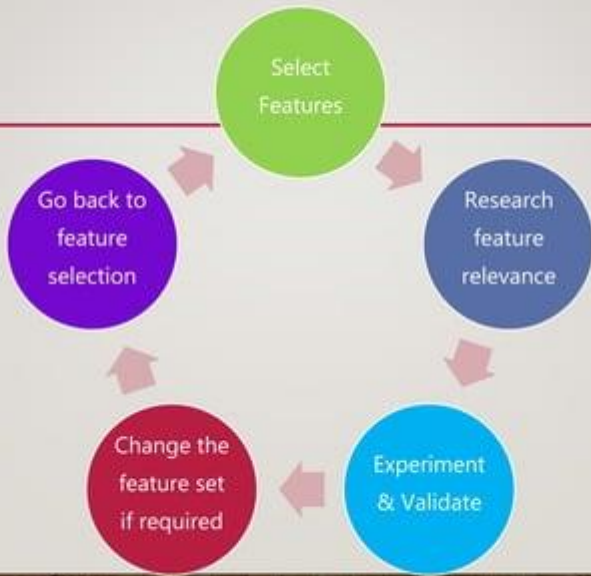 Select
Features
Research
feature
relevance
Experiment
& Validate
Change the
feature set
if required
Go back to
feature
selection